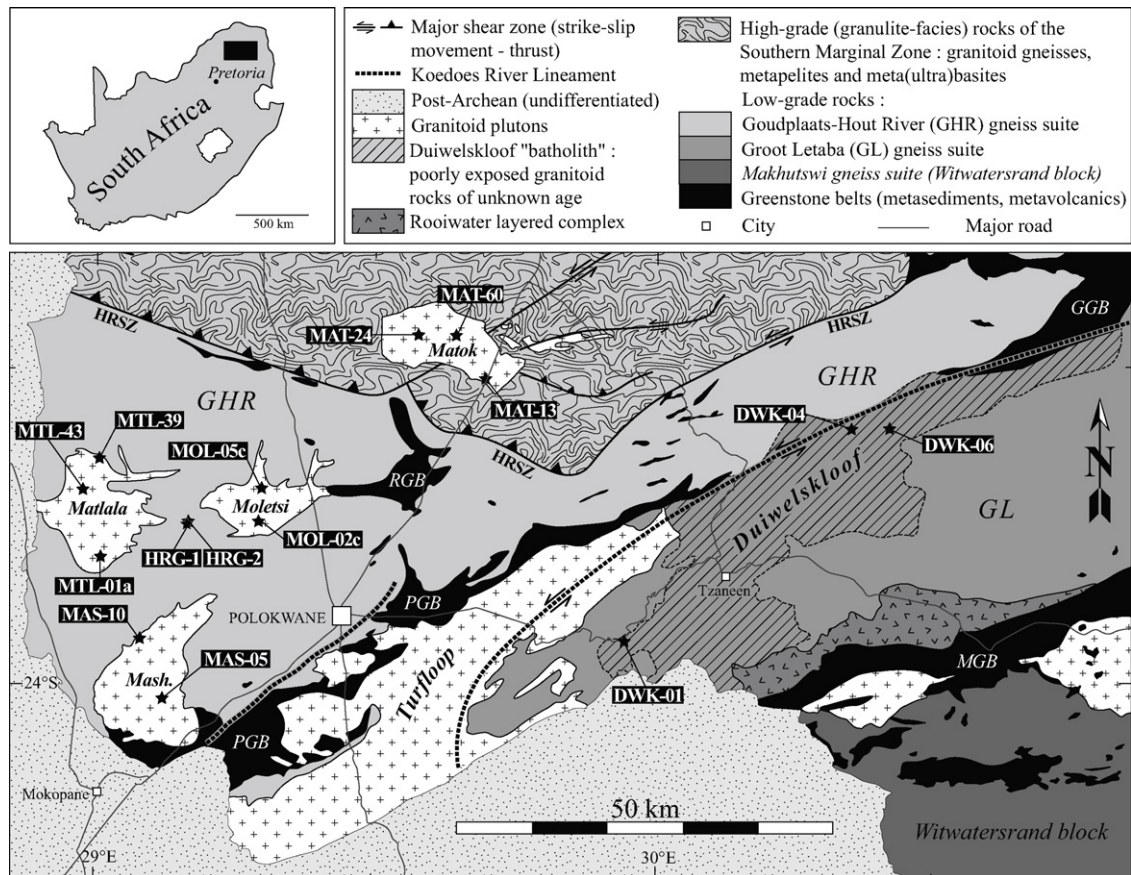 Pretoria
South Africa
500 km
Major shear zone (strike-slip
movement - thrust)
Koedoes River Lineament
Post-Archean (undifferentiated)
Granitoid plutons
Duiwelskloof "batholith" :
poorly exposed granitoid
rocks of unknown age
Rooiwater layered complex
High-grade (granulite-facies) rocks of the
Southern Marginal Zone : granitoid gneisses,
metapelites and meta(ultra)basites
Low-grade rocks :
Goudplaats-Hout River (GHR) gneiss suite
Groot Letaba (GL) gneiss suite
Makhutswi gneiss suite (Witwatersrand block)
Greenstone belts (metasediments, metavolcanics)
City
Major road
HRSZ
MAT-60
MAT-24
Matok
MAT-13
HRSZ
GGB
GHR
GHR
HRSZ
MTL-43
MTL-39
MOL-05c
RGB
DWK-04
DWK-06
Matlala
Moletsi
HRG-1
HRG-2
MOL-02c
MTL-01a
Duiwelskloof
GL
N
MAS-10
POLOKWANE
PGB
Tzaneen
MAS-05
Mash.
24°S
Turfloop
DWK-01
MGB
PGB
Mokopane
50 km
Witwatersrand block
29°E
30°E